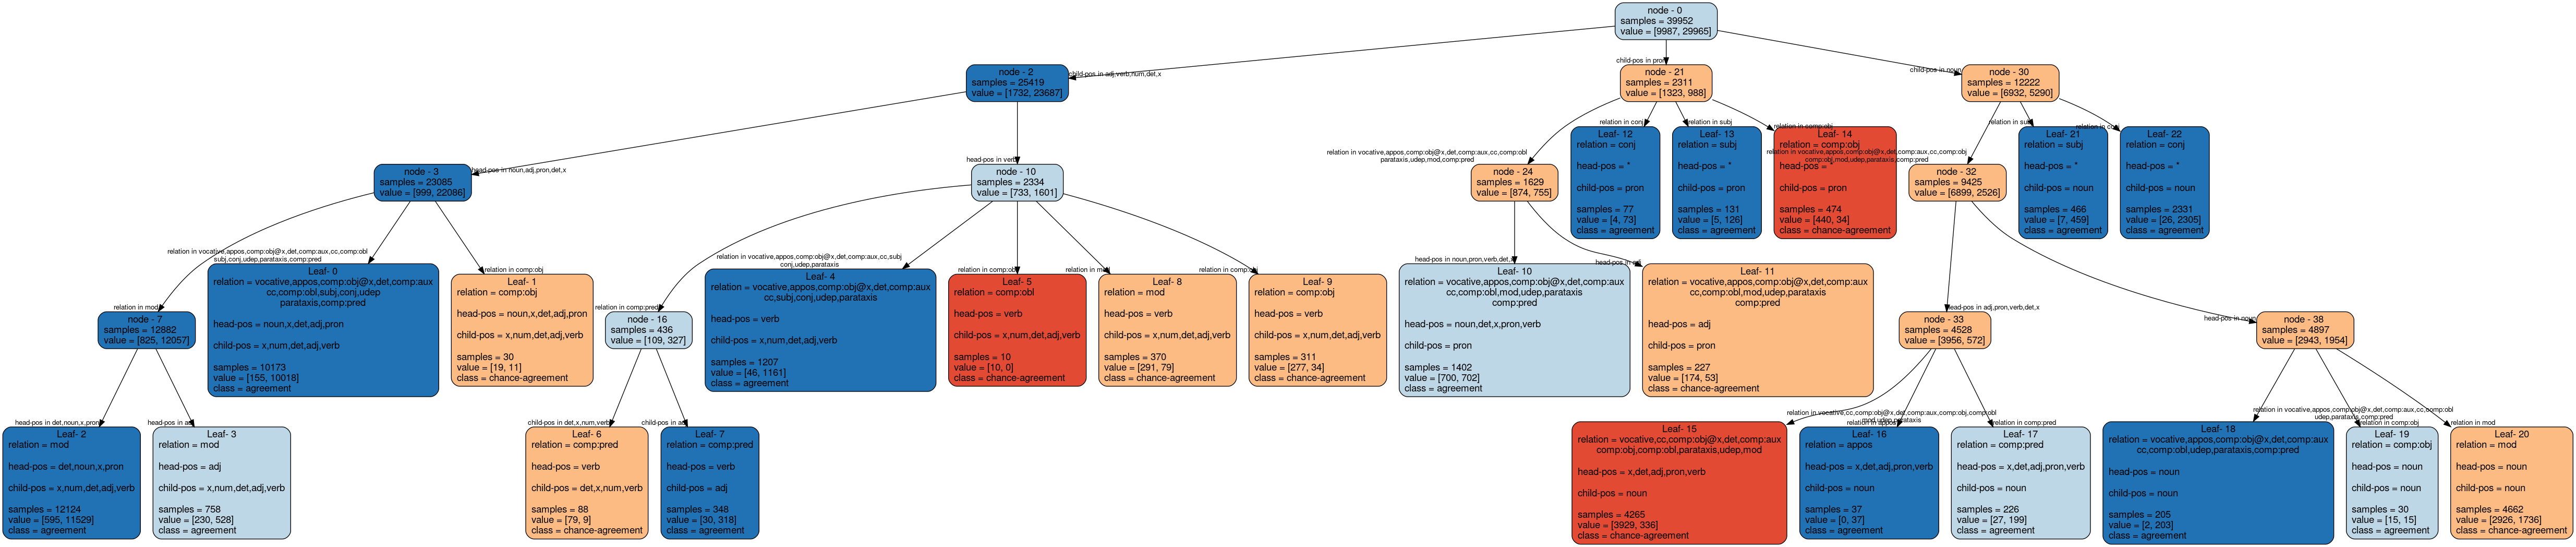 node - 0
samples = 39952
value = [9987, 29965]
child-pos in adj,verb,num,det,x
child-pos in pron
child-pos in noun
node - 2
samples = 25419
value = [1732, 23687]
node - 21
samples = 2311
value = [1323, 988]
node - 30
samples = 12222
value = [6932, 5290]
head-pos in noun,adj,pron,det,x
head-pos in verb
relation in vocative,appos,comp:obj@x,det,comp:aux,cc,comp:obl
parataxis,udep,mod,comp:pred
relation in conj
relation in subj
relation in comp:obj
relation in vocative,appos,comp:obj@x,det,comp:aux,cc,comp:obj
comp:obl,mod,udep,parataxis,comp:pred
relation in subj
relation in conj
node - 3
samples = 23085
value = [999, 22086]
node - 10
samples = 2334
value = [733, 1601]
node - 24
samples = 1629
value = [874, 755]
Leaf- 12
relation = conj
head-pos = *
child-pos = pron
samples = 77
value = [4, 73]
class = agreement
Leaf- 13
relation = subj
head-pos = *
child-pos = pron
samples = 131
value = [5, 126]
class = agreement
Leaf- 14
relation = comp:obj
head-pos = *
child-pos = pron
samples = 474
value = [440, 34]
class = chance-agreement
node - 32
samples = 9425
value = [6899, 2526]
Leaf- 21
relation = subj
head-pos = *
child-pos = noun
samples = 466
value = [7, 459]
class = agreement
Leaf- 22
relation = conj
head-pos = *
child-pos = noun
samples = 2331
value = [26, 2305]
class = agreement
relation in mod
relation in vocative,appos,comp:obj@x,det,comp:aux,cc,comp:obl
subj,conj,udep,parataxis,comp:pred
relation in comp:obj
relation in comp:pred
relation in vocative,appos,comp:obj@x,det,comp:aux,cc,subj
conj,udep,parataxis
relation in comp:obl
relation in mod
relation in comp:obj
head-pos in noun,pron,verb,det,x
head-pos in adj
head-pos in adj,pron,verb,det,x
head-pos in noun
node - 7
samples = 12882
value = [825, 12057]
Leaf- 0
relation = vocative,appos,comp:obj@x,det,comp:aux
cc,comp:obl,subj,conj,udep
parataxis,comp:pred
head-pos = noun,x,det,adj,pron
child-pos = x,num,det,adj,verb
samples = 10173
value = [155, 10018]
class = agreement
Leaf- 1
relation = comp:obj
head-pos = noun,x,det,adj,pron
child-pos = x,num,det,adj,verb
samples = 30
value = [19, 11]
class = chance-agreement
node - 16
samples = 436
value = [109, 327]
Leaf- 4
relation = vocative,appos,comp:obj@x,det,comp:aux
cc,subj,conj,udep,parataxis
head-pos = verb
child-pos = x,num,det,adj,verb
samples = 1207
value = [46, 1161]
class = agreement
Leaf- 5
relation = comp:obl
head-pos = verb
child-pos = x,num,det,adj,verb
samples = 10
value = [10, 0]
class = chance-agreement
Leaf- 8
relation = mod
head-pos = verb
child-pos = x,num,det,adj,verb
samples = 370
value = [291, 79]
class = chance-agreement
Leaf- 9
relation = comp:obj
head-pos = verb
child-pos = x,num,det,adj,verb
samples = 311
value = [277, 34]
class = chance-agreement
Leaf- 10
relation = vocative,appos,comp:obj@x,det,comp:aux
cc,comp:obl,mod,udep,parataxis
comp:pred
head-pos = noun,det,x,pron,verb
child-pos = pron
samples = 1402
value = [700, 702]
class = agreement
Leaf- 11
relation = vocative,appos,comp:obj@x,det,comp:aux
cc,comp:obl,mod,udep,parataxis
comp:pred
head-pos = adj
child-pos = pron
samples = 227
value = [174, 53]
class = chance-agreement
node - 33
samples = 4528
value = [3956, 572]
node - 38
samples = 4897
value = [2943, 1954]
head-pos in det,noun,x,pron
head-pos in adj
child-pos in det,x,num,verb
child-pos in adj
relation in vocative,cc,comp:obj@x,det,comp:aux,comp:obj,comp:obl
mod,udep,parataxis
relation in appos
relation in comp:pred
relation in vocative,appos,comp:obj@x,det,comp:aux,cc,comp:obl
udep,parataxis,comp:pred
relation in comp:obj
relation in mod
Leaf- 2
relation = mod
head-pos = det,noun,x,pron
child-pos = x,num,det,adj,verb
samples = 12124
value = [595, 11529]
class = agreement
Leaf- 3
relation = mod
head-pos = adj
child-pos = x,num,det,adj,verb
samples = 758
value = [230, 528]
class = agreement
Leaf- 6
relation = comp:pred
head-pos = verb
child-pos = det,x,num,verb
samples = 88
value = [79, 9]
class = chance-agreement
Leaf- 7
relation = comp:pred
head-pos = verb
child-pos = adj
samples = 348
value = [30, 318]
class = agreement
Leaf- 15
relation = vocative,cc,comp:obj@x,det,comp:aux
comp:obj,comp:obl,parataxis,udep,mod
head-pos = x,det,adj,pron,verb
child-pos = noun
samples = 4265
value = [3929, 336]
class = chance-agreement
Leaf- 16
relation = appos
head-pos = x,det,adj,pron,verb
child-pos = noun
samples = 37
value = [0, 37]
class = agreement
Leaf- 17
relation = comp:pred
head-pos = x,det,adj,pron,verb
child-pos = noun
samples = 226
value = [27, 199]
class = agreement
Leaf- 18
relation = vocative,appos,comp:obj@x,det,comp:aux
cc,comp:obl,udep,parataxis,comp:pred
head-pos = noun
child-pos = noun
samples = 205
value = [2, 203]
class = agreement
Leaf- 19
relation = comp:obj
head-pos = noun
child-pos = noun
samples = 30
value = [15, 15]
class = agreement
Leaf- 20
relation = mod
head-pos = noun
child-pos = noun
samples = 4662
value = [2926, 1736]
class = chance-agreement